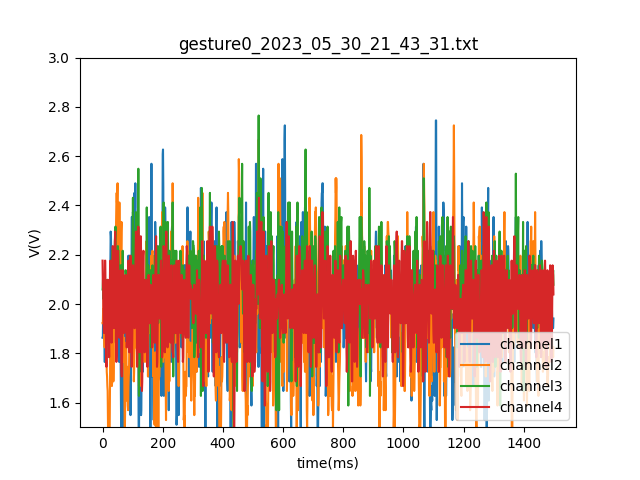 gesture0_2023_05_30_21_43_31.txt
3.0
2.8
2.6
2.4
2.2
2.0
1.8
1.6
V(V)
channel1
channel2
channel3
channel4
0 200 400 600 800 1000 1200 1400
time(ms)